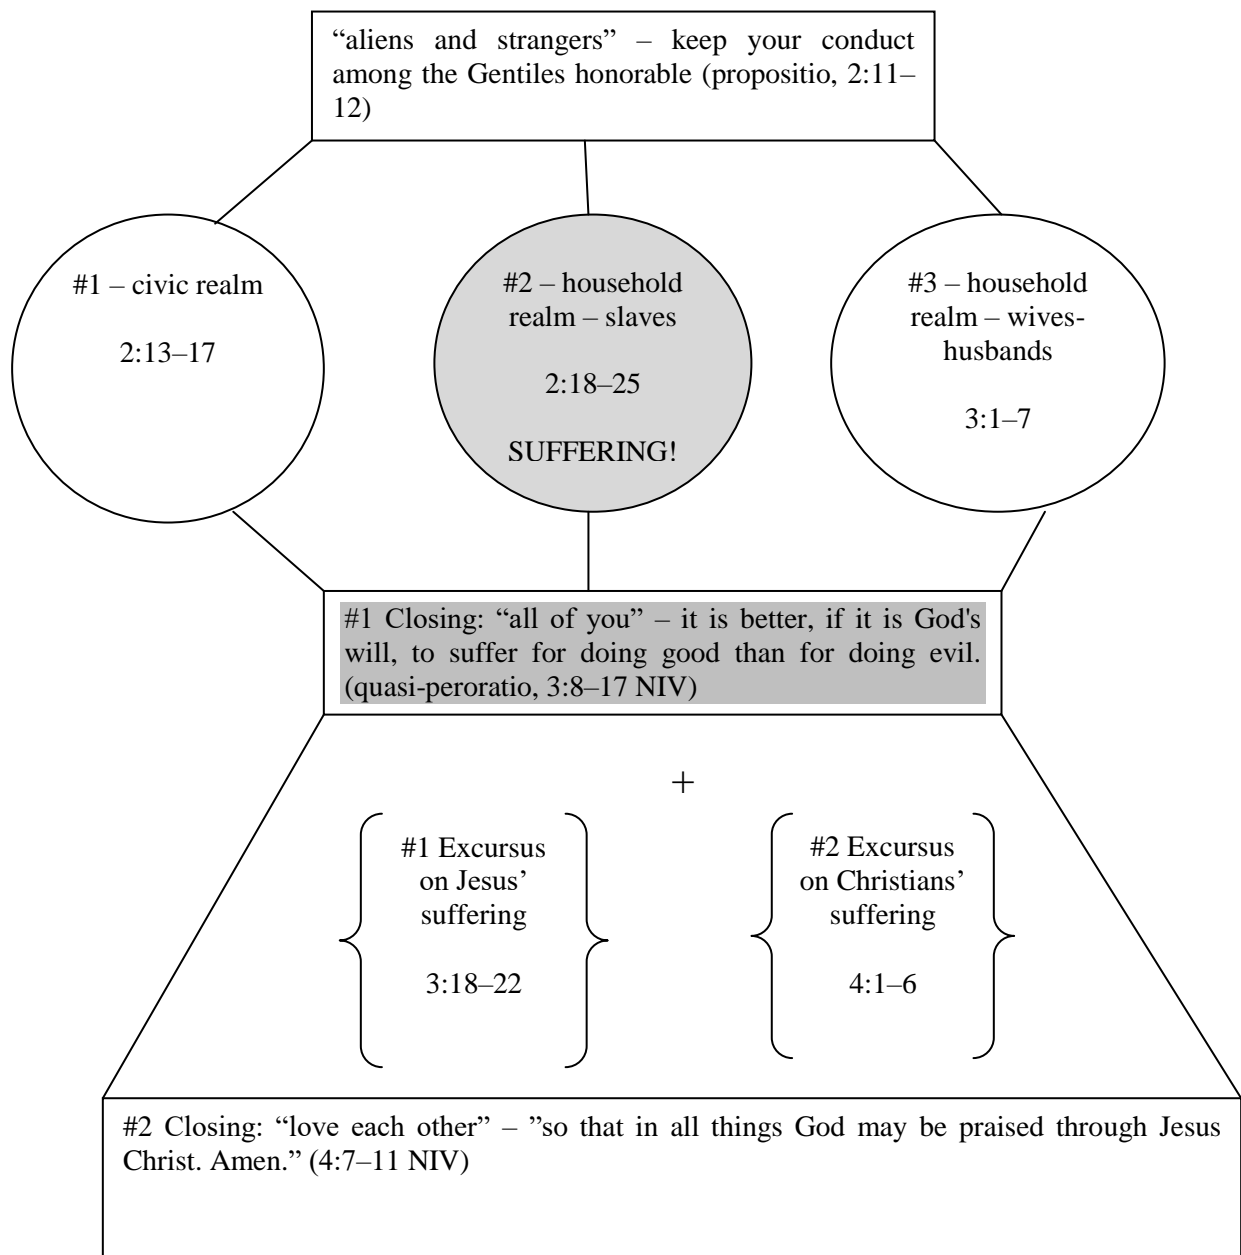 “aliens and strangers” – keep your conduct
among the Gentiles honorable (propositio, 2:11–
12)
#1 – civic realm
2:13–17
#2 – household
realm – slaves
2:18–25
SUFFERING!
#3 – household
realm – wives-
husbands
3:1–7
#1 Closing: “all of you” – it is better, if it is God's
will, to suffer for doing good than for doing evil.
(quasi-peroratio, 3:8–17 NIV)
+
#1 Excursus
on Jesus’
suffering
3:18–22
#2 Excursus
on Christians’
suffering
4:1–6
#2 Closing: “love each other” – ”so that in all things God may be praised through Jesus
Christ. Amen.” (4:7–11 NIV)